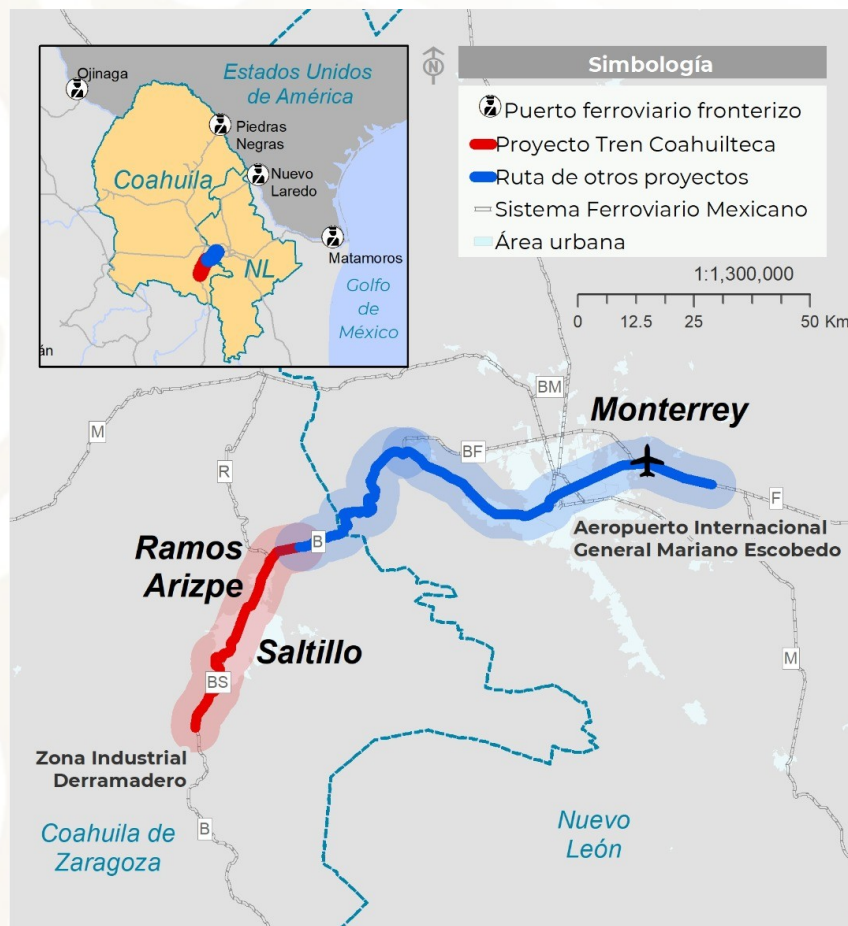 Ojinaga
Estados Unidos
de América
Piedras
Negras
Coahuila
Nuevo
Laredo
NL
Matamoros
Golfo
de
México
án
N
Simbología
Puerto ferroviario fronterizo
Proyecto Tren Coahuilteca
Ruta de otros proyectos
Sistema Ferroviario Mexicano
Área urbana
1:1,300,000
0 12.5 25 50 Km
BM
Monterrey
M
BF
R
F
Aeropuerto Internacional
General Mariano Escobedo
B
Ramos
Arizpe
Saltillo
M
BS
Zona Industrial
Derramadero
B
Coahuila de
Zaragoza
Nuevo
León